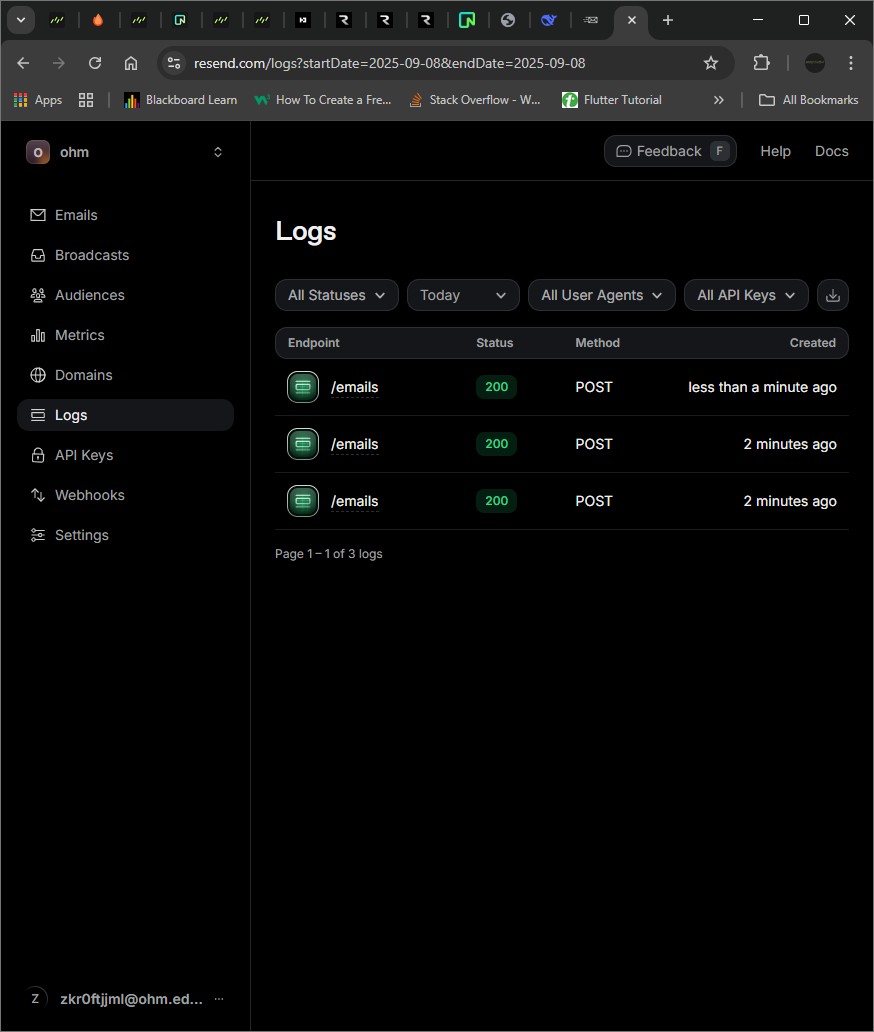 resend.com/logs?startDate=2025-09-08&endDate=2025-09-08
Apps Blackboard Learn How To Create a Fre... Stack Overflow - W... Flutter Tutorial All Bookmarks
O ohm
Feedback F Help Docs
Emails
Broadcasts
Audiences
Metrics
Domains
Logs
API Keys
Webhooks
Settings
Logs
All Statuses Today All User Agents All API Keys
Endpoint Status Method Created
/emails 200 POST less than a minute ago
/emails 200 POST 2 minutes ago
/emails 200 POST 2 minutes ago
Page 1 – 1 of 3 logs
Z zkr0ftjjml@ohm.ed...